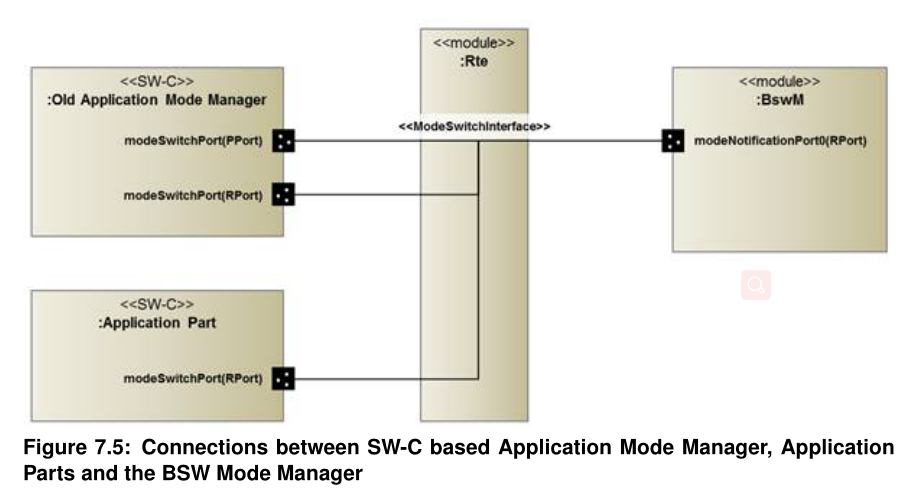 <<module>>
:Rte
<<SW-C>>
:Old Application Mode Manager
<<module>>
:BswM
<<ModeSwitchInterface>>
modeSwitchPort(PPort)
modeNotificationPort0(RPort)
modeSwitchPort(RPort)
<<SW-C>>
:Application Part
modeSwitchPort(RPort)
Figure 7.5: Connections between SW-C based Application Mode Manager, Application
Parts and the BSW Mode Manager